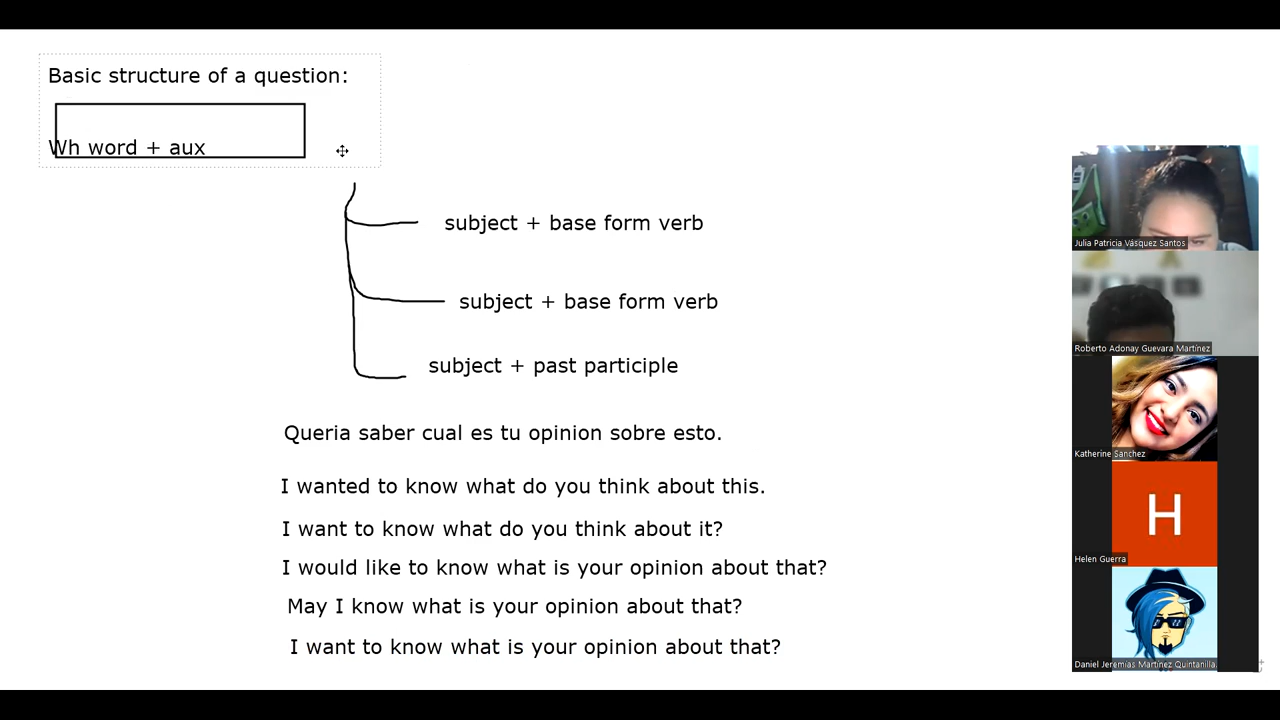 Basic structure of a question:
Wh word + aux
subject + base form verb
subject + base form verb
subject + past participle
Queria saber cual es tu opinion sobre esto.
I wanted to know what do you think about this.
I want to know what do you think about it?
I would like to know what is your opinion about that?
May I know what is your opinion about that?
I want to know what is your opinion about that?
Julia Patricia Vásquez Santos
Roberto Adonay Guevara Martínez
Katherine Sanchez
H
Helen Guerra
Daniel Jeremías Martínez Quintanilla